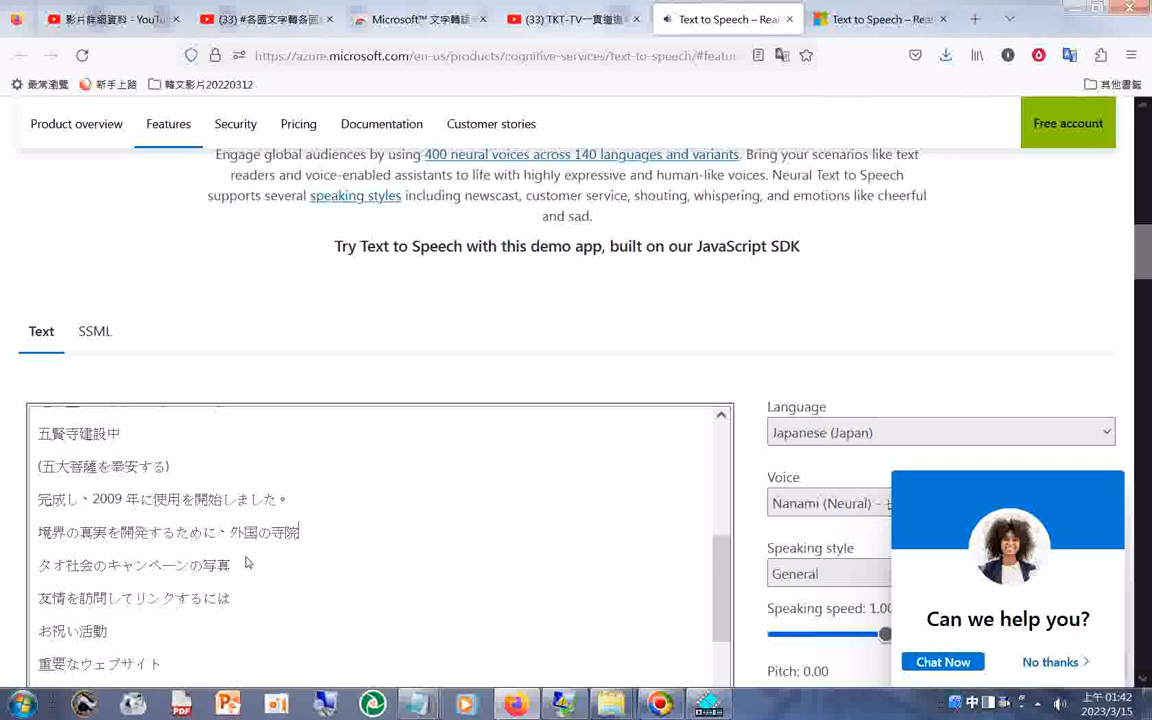 影片詳細資料 - YouTu
(33) #各國文字轉各國
Microsoft™ 文字轉語
(33) TKT-TV一貫道進
Text to Speech – Real
Text to Speech – Real
https://azure.microsoft.com/en-us/products/cognitive-services/text-to-speech/#featur
最常瀏覽
新手上路
韓文影片20220312
其他書籤
Product overview
Features
Security
Pricing
Documentation
Customer stories
Free account
Engage global audiences by using 400 neural voices across 140 languages and variants. Bring your scenarios like text
readers and voice-enabled assistants to life with highly expressive and human-like voices. Neural Text to Speech
supports several speaking styles including newscast, customer service, shouting, whispering, and emotions like cheerful
and sad.
Try Text to Speech with this demo app, built on our JavaScript SDK
Text
SSML
五賢寺建設中
(五大菩薩を奉安する)
完成し、2009 年に使用を開始しました。
境界の真実を開発するために、外国の寺院
タオ社会のキャンペーンの写真
友情を訪問してリンクするには
お祝い活動
重要なウェブサイト
Language
Japanese (Japan)
Voice
Nanami (Neural) -
Speaking style
General
Speaking speed: 1.00
Pitch: 0.00
Can we help you?
Chat Now
No thanks
中
上午 01:42
2023/3/15